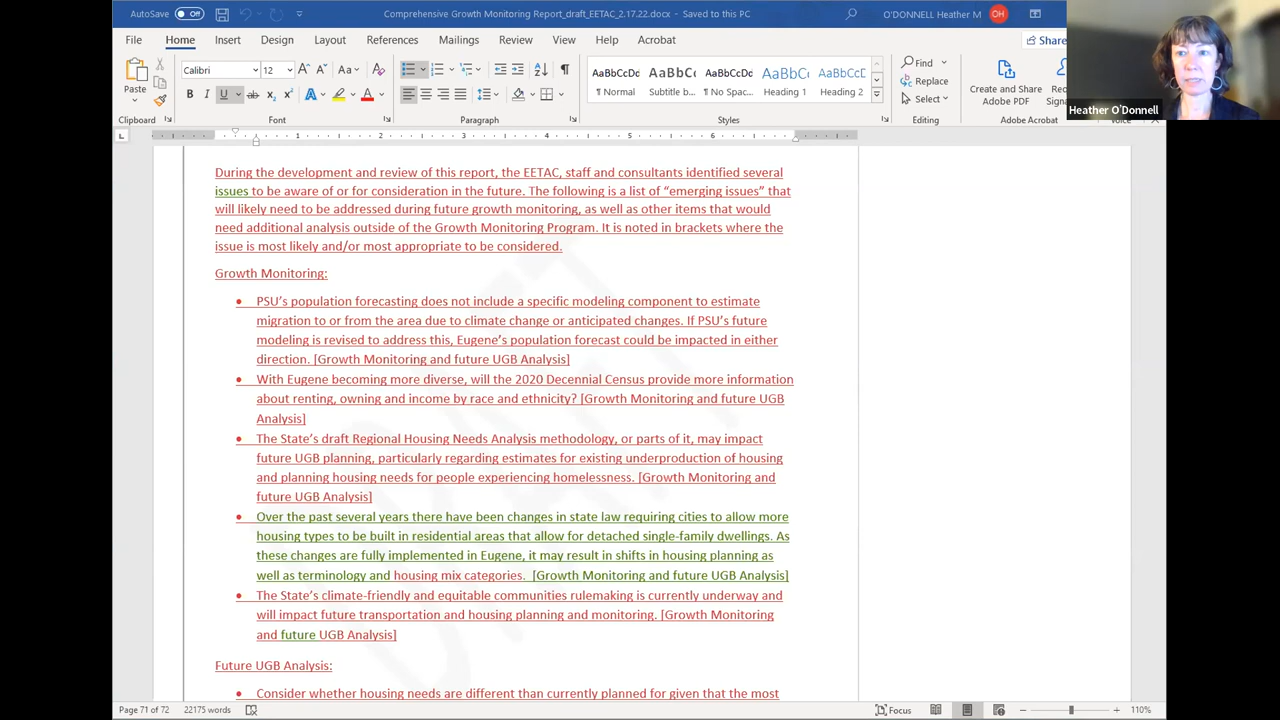 AutoSave Off Comprehensive Growth Monitoring Report_draft_EETAC_2.17.22.docx - Saved to this PC O'DONNELL Heather M OH
File Home Insert Design Layout References Mailings Review View Help Acrobat Share
Paste Calibri 12 Aa B I U ab x2 x2 A A AaBbCcDd ¶ Normal AaBbCc Subtitle b... AaBbCcDd ¶ No Spac... AaBbCc Heading 1 AaBbCcD Heading 2 Find Replace Select Create and Share Adobe PDF
Clipboard Font Paragraph Styles Editing Adobe Acrobat
Heather O'Donnell
During the development and review of this report, the EETAC, staff and consultants identified several
issues to be aware of or for consideration in the future. The following is a list of “emerging issues” that
will likely need to be addressed during future growth monitoring, as well as other items that would
need additional analysis outside of the Growth Monitoring Program. It is noted in brackets where the
issue is most likely and/or most appropriate to be considered.
Growth Monitoring:
• PSU’s population forecasting does not include a specific modeling component to estimate
migration to or from the area due to climate change or anticipated changes. If PSU’s future
modeling is revised to address this, Eugene’s population forecast could be impacted in either
direction. [Growth Monitoring and future UGB Analysis]
• With Eugene becoming more diverse, will the 2020 Decennial Census provide more information
about renting, owning and income by race and ethnicity? [Growth Monitoring and future UGB
Analysis]
• The State’s draft Regional Housing Needs Analysis methodology, or parts of it, may impact
future UGB planning, particularly regarding estimates for existing underproduction of housing
and planning housing needs for people experiencing homelessness. [Growth Monitoring and
future UGB Analysis]
• Over the past several years there have been changes in state law requiring cities to allow more
housing types to be built in residential areas that allow for detached single-family dwellings. As
these changes are fully implemented in Eugene, it may result in shifts in housing planning as
well as terminology and housing mix categories. [Growth Monitoring and future UGB Analysis]
• The State’s climate-friendly and equitable communities rulemaking is currently underway and
will impact future transportation and housing planning and monitoring. [Growth Monitoring
and future UGB Analysis]
Future UGB Analysis:
• Consider whether housing needs are different than currently planned for given that the most
Page 71 of 72 22175 words Focus 110%